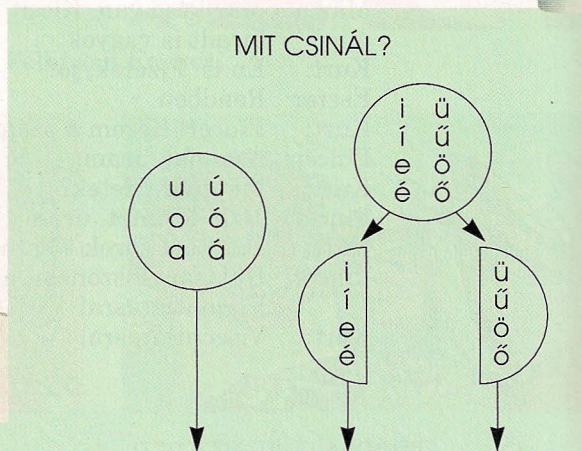 MIT CSINÁL?
i ü
í ű
e ö
é ő
u ú
o ó
a á
i
í
e
é
ü
ű
ö
ő